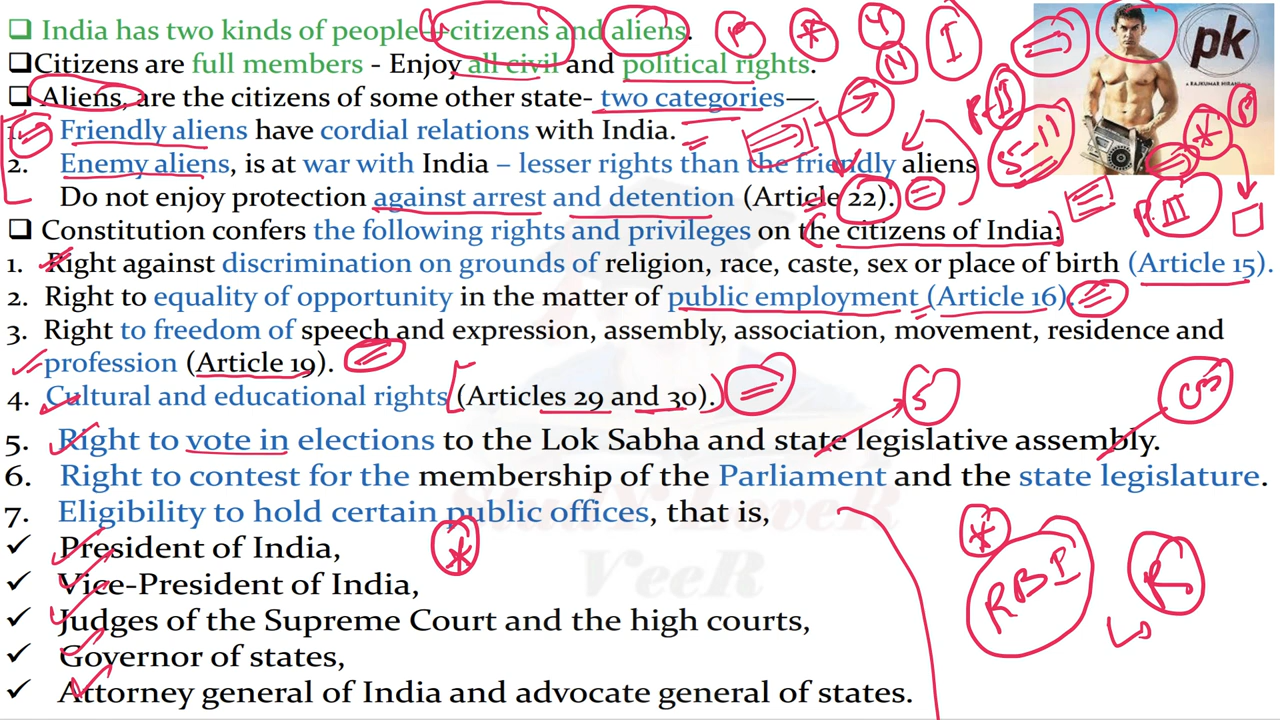 ❑ India has two kinds of people—citizens and aliens.
❑Citizens are full members - Enjoy all civil and political rights.
❑ Aliens, are the citizens of some other state- two categories—
1. Friendly aliens have cordial relations with India.
2. Enemy aliens, is at war with India – lesser rights than the friendly aliens
Do not enjoy protection against arrest and detention (Article 22).
❑ Constitution confers the following rights and privileges on the citizens of India:
1. Right against discrimination on grounds of religion, race, caste, sex or place of birth (Article 15).
2. Right to equality of opportunity in the matter of public employment (Article 16).
3. Right to freedom of speech and expression, assembly, association, movement, residence and
profession (Article 19).
4. Cultural and educational rights (Articles 29 and 30).
5. Right to vote in elections to the Lok Sabha and state legislative assembly.
6. Right to contest for the membership of the Parliament and the state legislature.
7. Eligibility to hold certain public offices, that is,
✓ President of India,
✓ Vice-President of India,
✓ Judges of the Supreme Court and the high courts,
✓ Governor of states,
✓ Attorney general of India and advocate general of states.
pk
A RAJKUMAR HIRANI
P
Y
N
I
P.II
5-11
P
P.III
S
RBI
R
StudY LoveR
VeeR